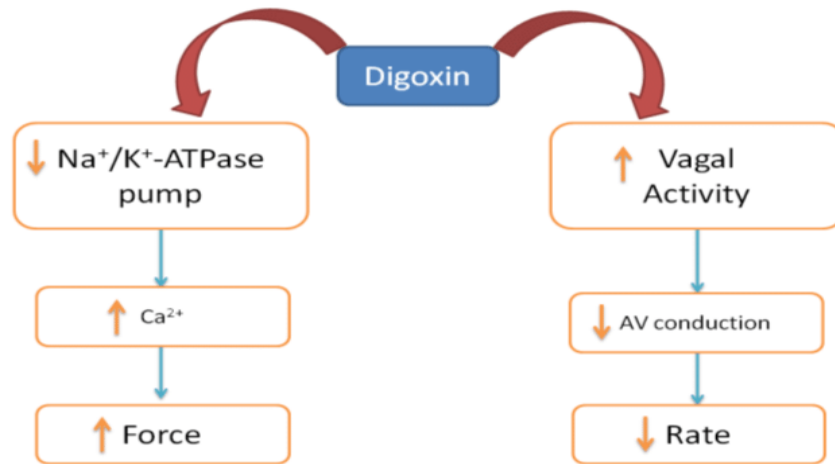 Digoxin
Na⁺/K⁺-ATPase
pump
Vagal
Activity
Ca²⁺
AV conduction
Force
Rate